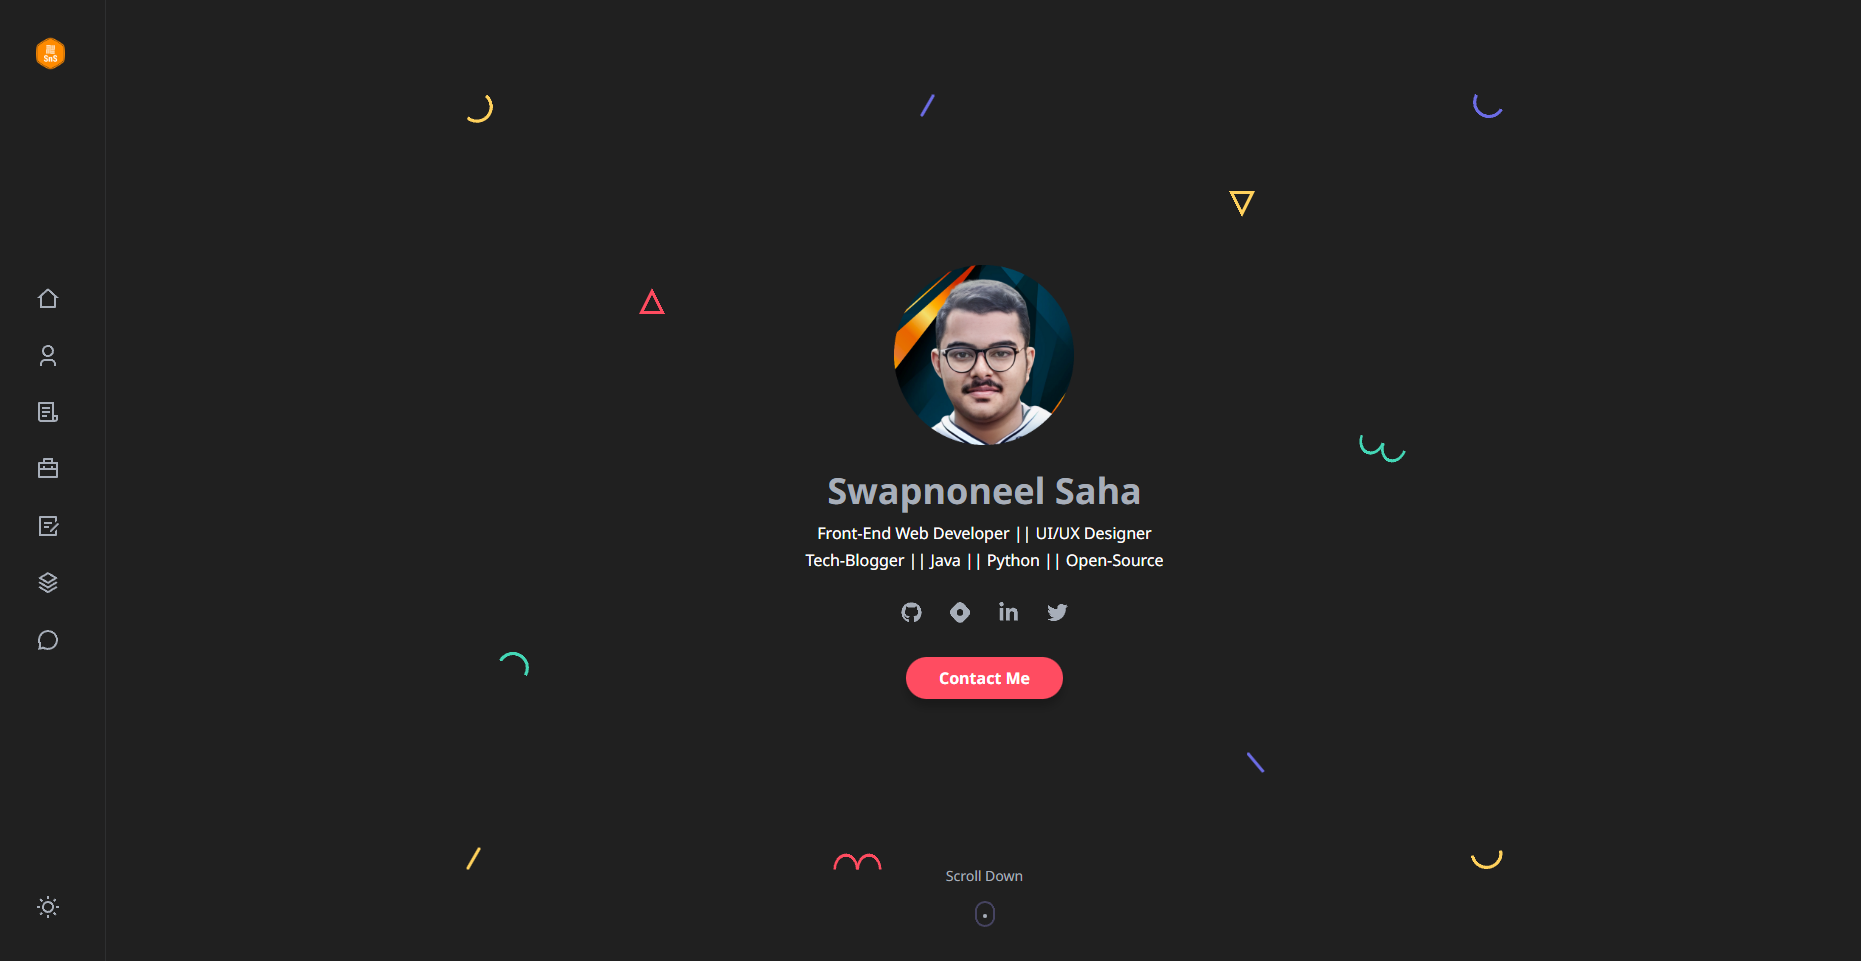 SnS
Swapnoneel Saha
Front-End Web Developer || UI/UX Designer
Tech-Blogger || Java || Python || Open-Source
in
Contact Me
Scroll Down